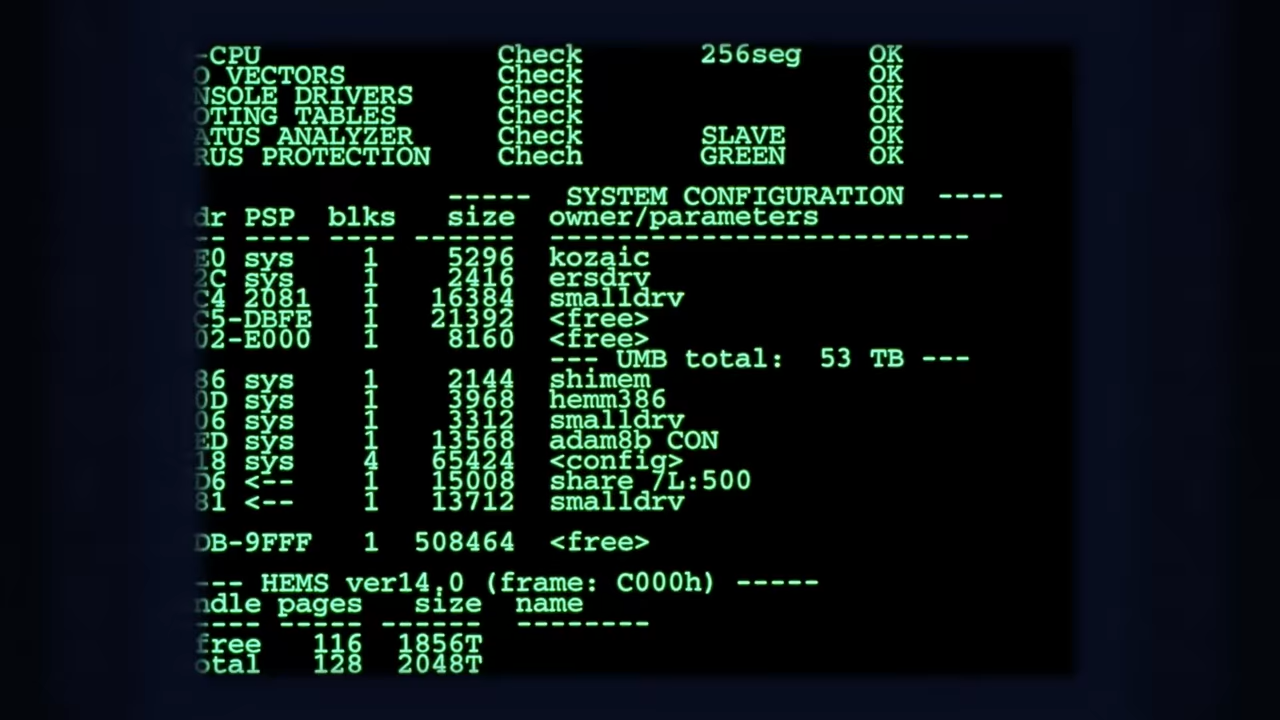 -CPU Check 256seg OK
O VECTORS Check OK
NSOLE DRIVERS Check OK
OTING TABLES Check OK
ATUS ANALYZER Check SLAVE OK
RUS PROTECTION Chech GREEN OK
----- SYSTEM CONFIGURATION ----
dr PSP blks size owner/parameters
-- ---- ---- ------ -------------------------
E0 sys 1 5296 kozaic
2C sys 1 2416 ersdrv
C4 2081 1 16384 smalldrv
C5-DBFE 1 21392 <free>
02-E000 1 8160 <free>
--- UMB total: 53 TB ---
86 sys 1 2144 shimem
0D sys 1 3968 hemm386
06 sys 1 3312 smalldrv
ED sys 1 13568 adam8b CON
18 sys 4 65424 <config>
D6 <-- 1 15008 share /L:500
81 <-- 1 13712 smalldrv
DB-9FFF 1 508464 <free>
--- HEMS ver14.0 (frame: C000h) -----
ndle pages size name
---- ----- ------ --------
free 116 1856T
otal 128 2048T